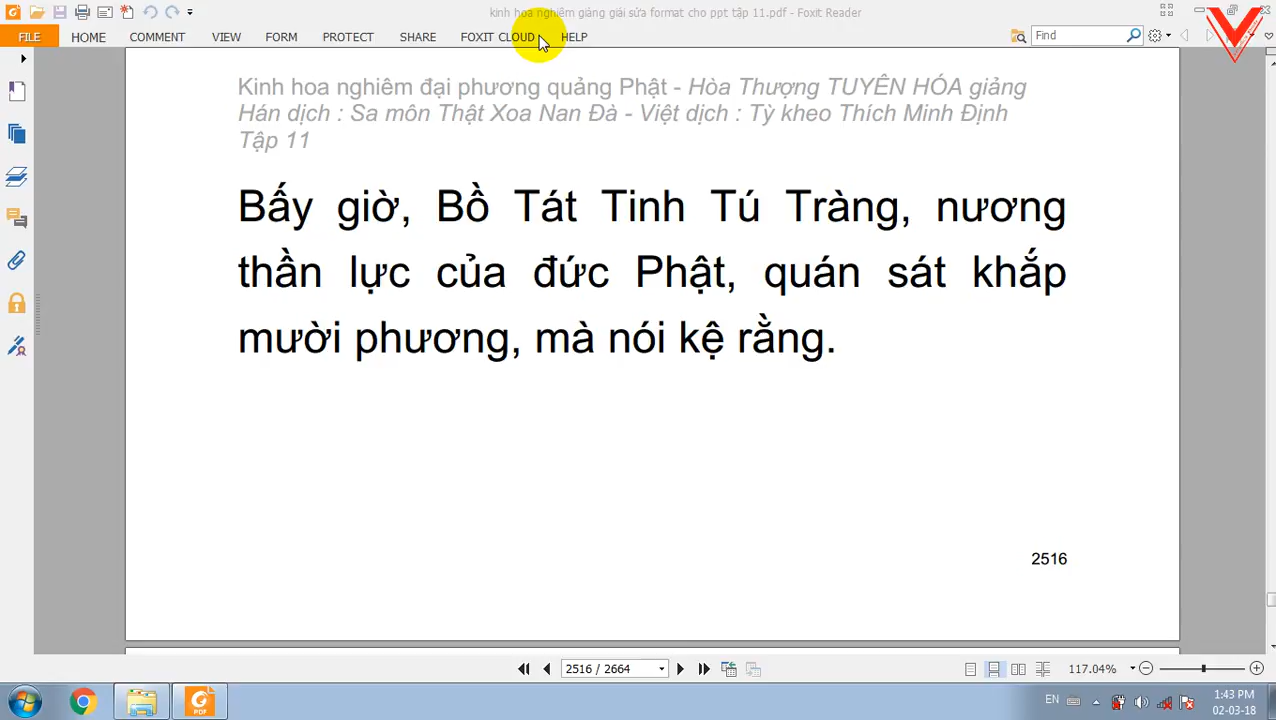 kinh hoa nghiêm giảng giải sửa format cho ppt tập 11.pdf - Foxit Reader
FILE HOME COMMENT VIEW FORM PROTECT SHARE FOXIT CLOUD HELP Find
Kinh hoa nghiêm đại phương quảng Phật - Hòa Thượng TUYÊN HÓA giảng
Hán dịch : Sa môn Thật Xoa Nan Đà - Việt dịch : Tỳ kheo Thích Minh Định
Tập 11
Bấy giờ, Bồ Tát Tinh Tú Tràng, nương
thần lực của đức Phật, quán sát khắp
mười phương, mà nói kệ rằng.
2516
2516 / 2664 117.04%
EN 1:43 PM
02-03-18